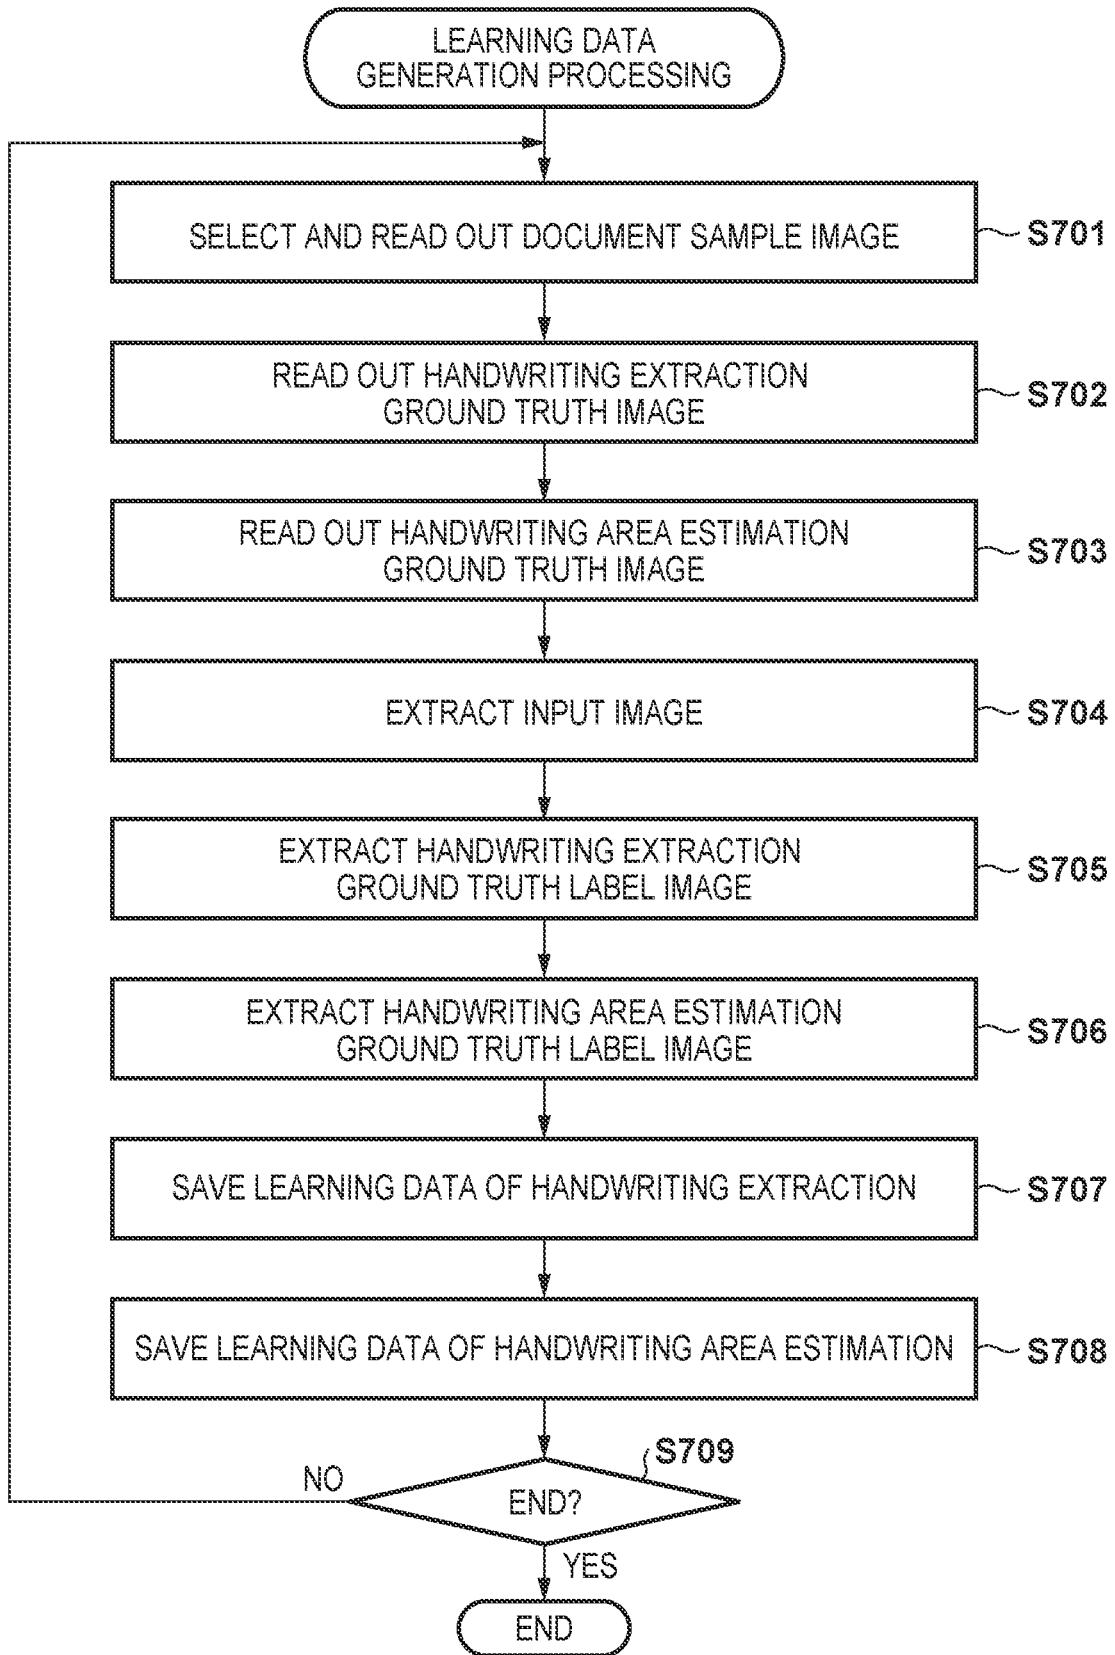 LEARNING DATA
GENERATION PROCESSING
SELECT AND READ OUT DOCUMENT SAMPLE IMAGE
S701
READ OUT HANDWRITING EXTRACTION
GROUND TRUTH IMAGE
S702
READ OUT HANDWRITING AREA ESTIMATION
GROUND TRUTH IMAGE
S703
EXTRACT INPUT IMAGE
S704
EXTRACT HANDWRITING EXTRACTION
GROUND TRUTH LABEL IMAGE
S705
EXTRACT HANDWRITING AREA ESTIMATION
GROUND TRUTH LABEL IMAGE
S706
SAVE LEARNING DATA OF HANDWRITING EXTRACTION
S707
SAVE LEARNING DATA OF HANDWRITING AREA ESTIMATION
S708
S709
NO
END?
YES
END